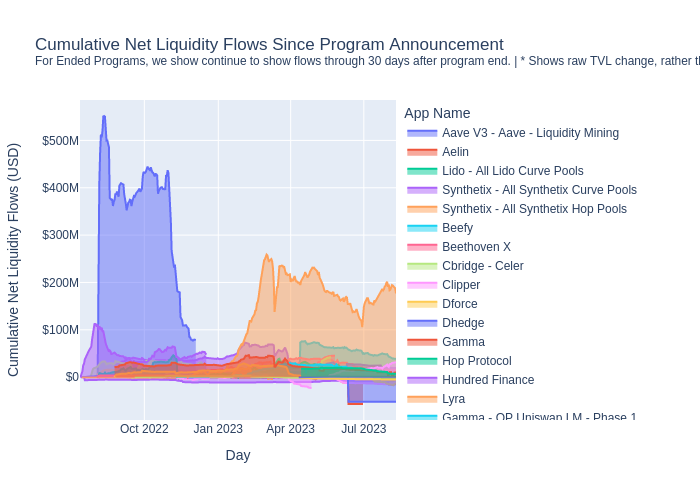 Cumulative Net Liquidity Flows Since Program Announcement
For Ended Programs, we show continue to show flows through 30 days after program end. | * Shows raw TVL change, rather th
App Name
Aave V3 - Aave - Liquidity Mining
Aelin
Lido - All Lido Curve Pools
Synthetix - All Synthetix Curve Pools
Synthetix - All Synthetix Hop Pools
Beefy
Beethoven X
Cbridge - Celer
Clipper
Dforce
Dhedge
Gamma
Hop Protocol
Hundred Finance
Lyra
Gamma - OP Uniswap LM - Phase 1
Cumulative Net Liquidity Flows (USD)
$500M
$400M
$300M
$200M
$100M
$0
Oct 2022
Jan 2023
Apr 2023
Jul 2023
Day